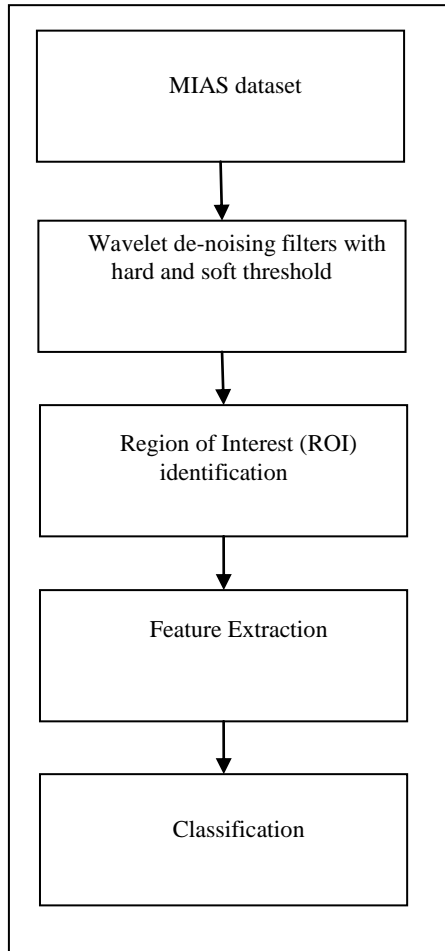 MIAS dataset
Wavelet de-noising filters with
hard and soft threshold
Region of Interest (ROI)
identification
Feature Extraction
Classification